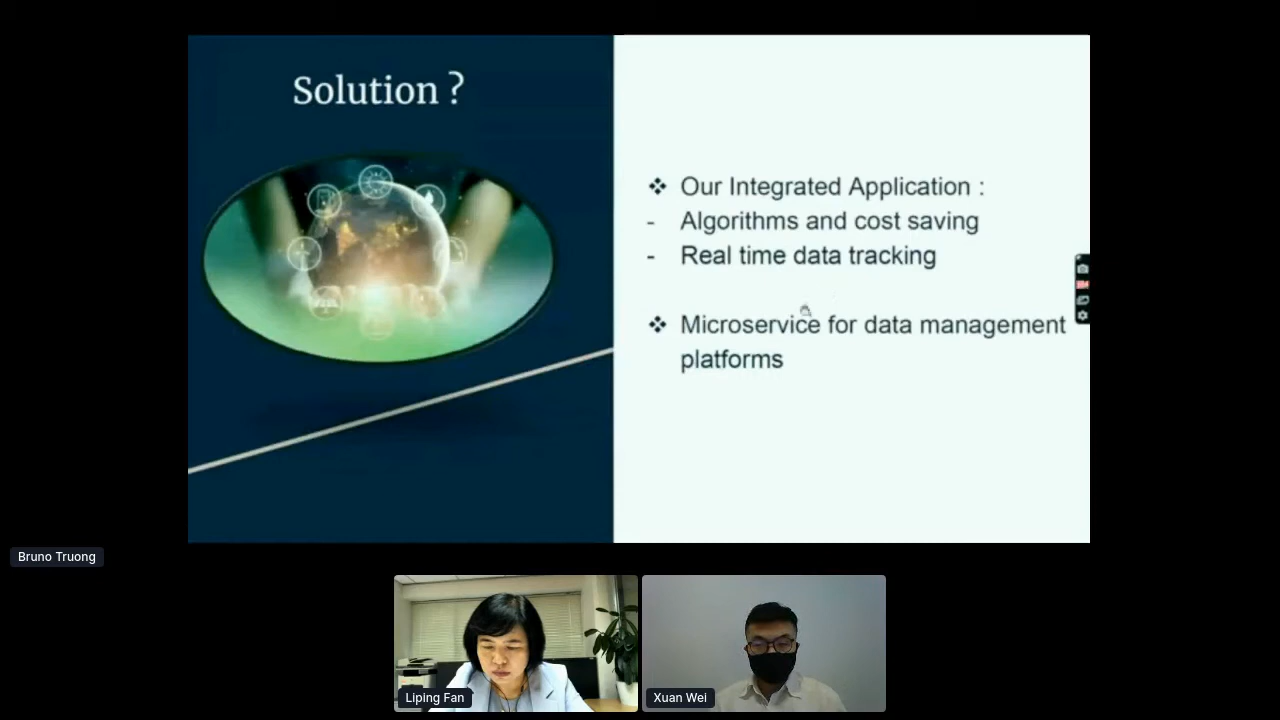 Solution ?
❖ Our Integrated Application :
- Algorithms and cost saving
- Real time data tracking
❖ Microservice for data management
platforms
Bruno Truong
Liping Fan
Xuan Wei